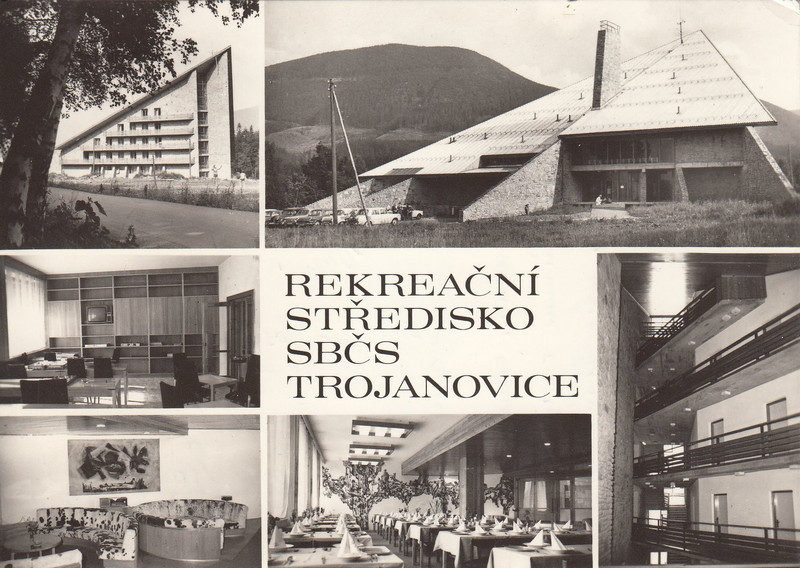 REKREAČNÍ
STŘEDISKO
SBČS
TROJANOVICE